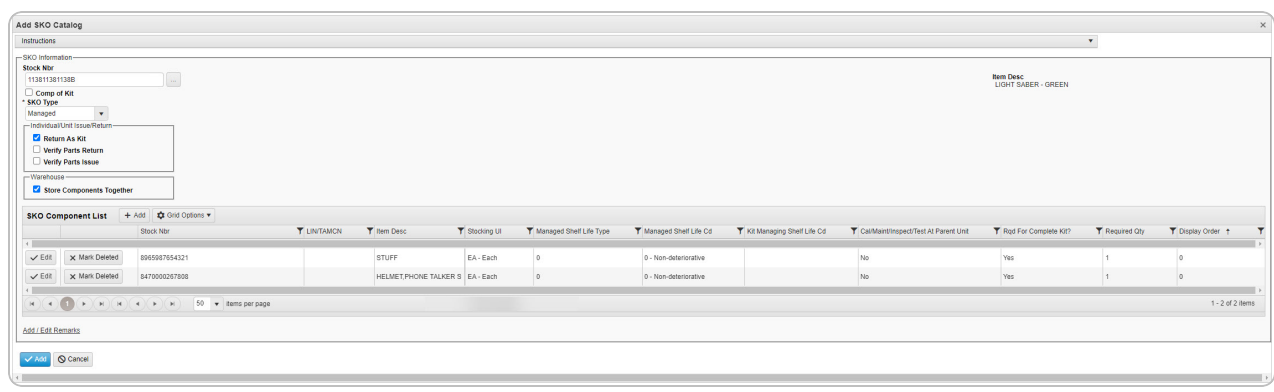 Add SKO Catalog
Instructions
SKO Information
Stock Nbr
113811381138B
...
Item Desc
LIGHT SABER - GREEN
Comp of Kit
* SKO Type
Managed
Individual/Unit Issue/Return
Return As Kit
Verify Parts Return
Verify Parts Issue
Warehouse
Store Components Together
SKO Component List + Add Grid Options
Stock Nbr LIN/TAMCN Item Desc Stocking UI Managed Shelf Life Type Managed Shelf Life Cd Kit Managing Shelf Life Cd Cal/Maint/Inspect/Test At Parent Unit Rqd For Complete Kit? Required Qty Display Order ↑
Edit Mark Deleted 8965987654321 STUFF EA - Each 0 0 - Non-deteriorative No Yes 1 0
Edit Mark Deleted 8470000267808 HELMET,PHONE TALKER S EA - Each 0 0 - Non-deteriorative No Yes 1 0
1 50 items per page 1 - 2 of 2 items
Add / Edit Remarks
Add Cancel